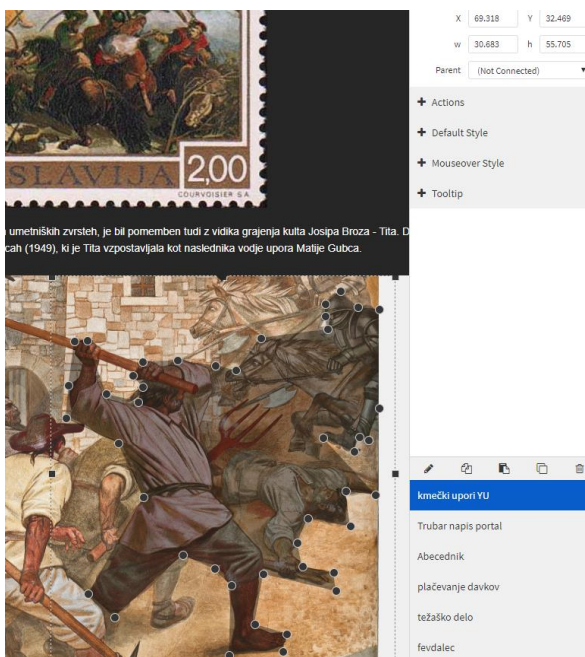 X 69.318 Y 32.469
w 30.683 h 55.705
Parent (Not Connected)
Actions
Default Style
Mouseover Style
Tooltip
SLAVIJA 2,00
COURVOISIER S.A.
umetniških zvrsteh, je bil pomemben tudi z vidika grajenja kulta Josipa Broza - Tita. D
cah (1949), ki je Tita vzpostavljala kot naslednika vodje upora Matije Gubca.
kmečki upori YU
Trubar napis portal
Abecednik
plačevanje davkov
težaško delo
fevdalec